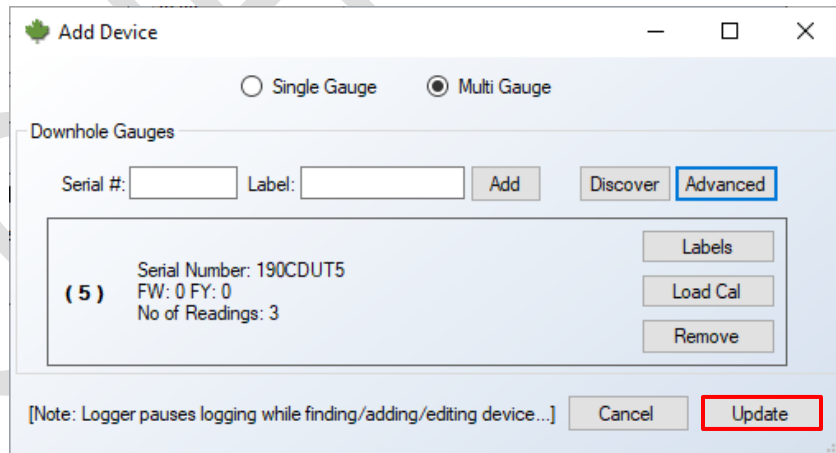 Add Device
Single Gauge Multi Gauge
Downhole Gauges
Serial #: Label: Add Discover Advanced
Labels
Serial Number: 190CDUT5
( 5 ) FW: 0 FY: 0 Load Cal
No of Readings: 3
Remove
[Note: Logger pauses logging while finding/adding/editing device...] Cancel Update